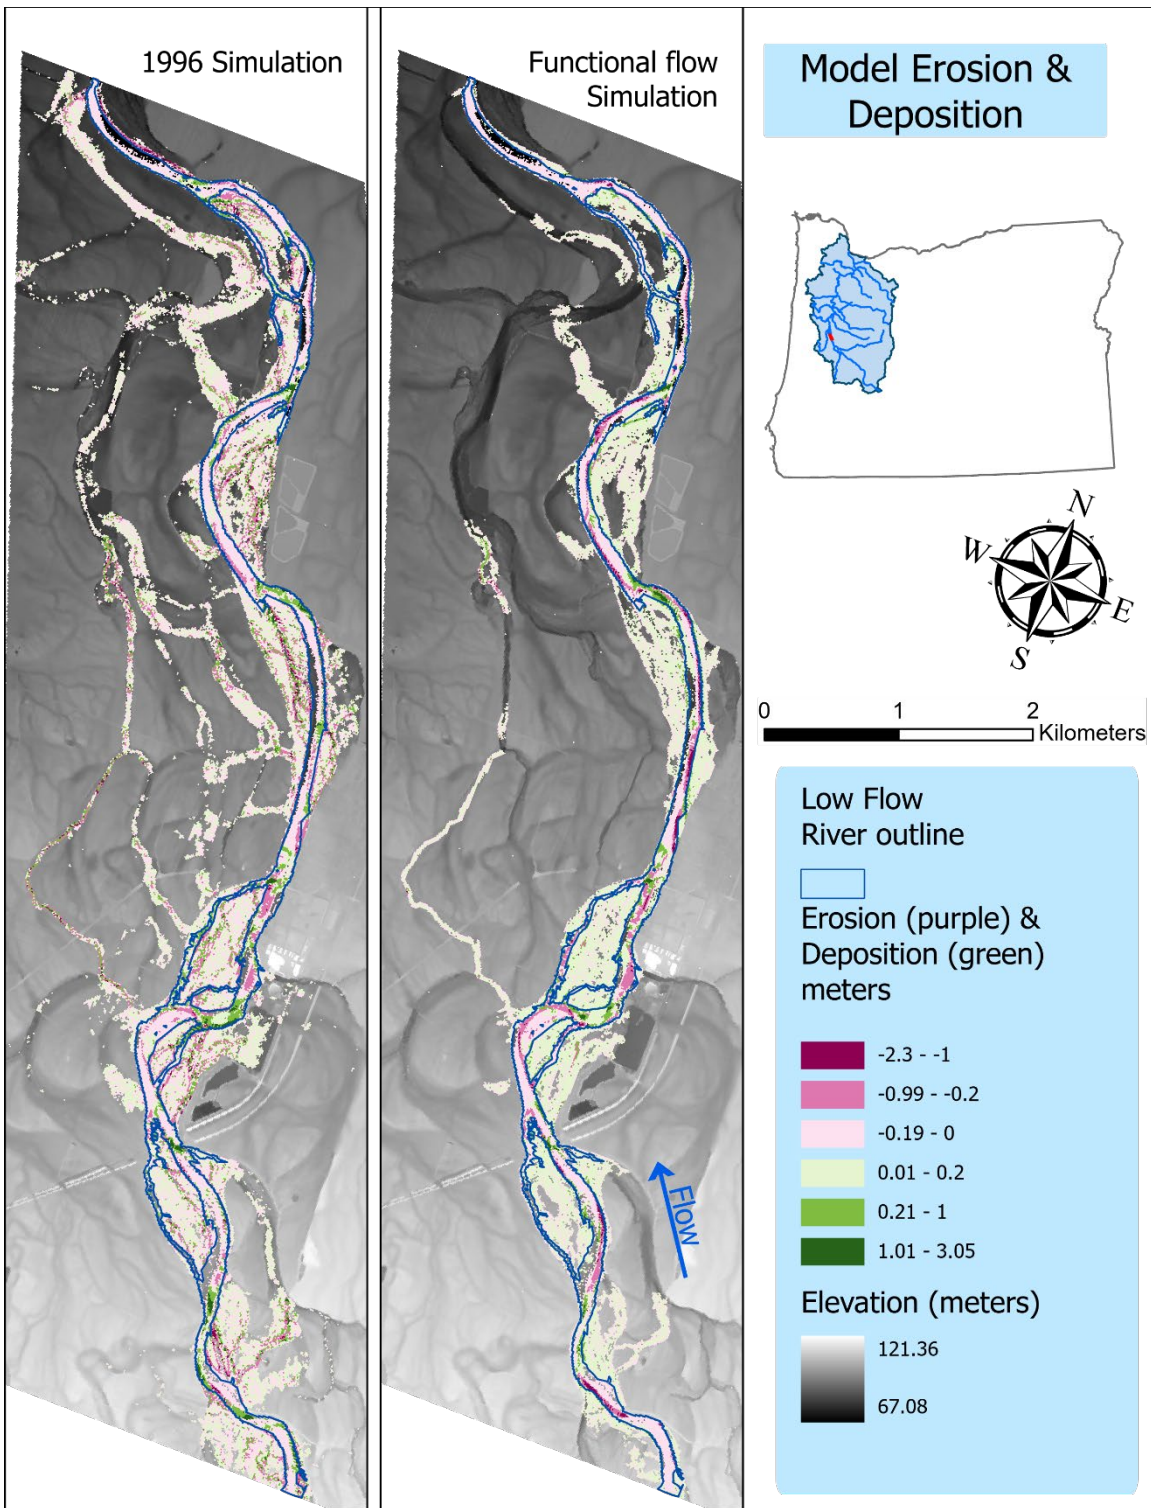 1996 Simulation
Functional flow
Simulation
Model Erosion &
Deposition
N
W
E
S
0
1
2
Kilometers
Flow
Low Flow
River outline
Erosion (purple) &
Deposition (green)
meters
-2.3 - -1
-0.99 - -0.2
-0.19 - 0
0.01 - 0.2
0.21 - 1
1.01 - 3.05
Elevation (meters)
121.36
67.08